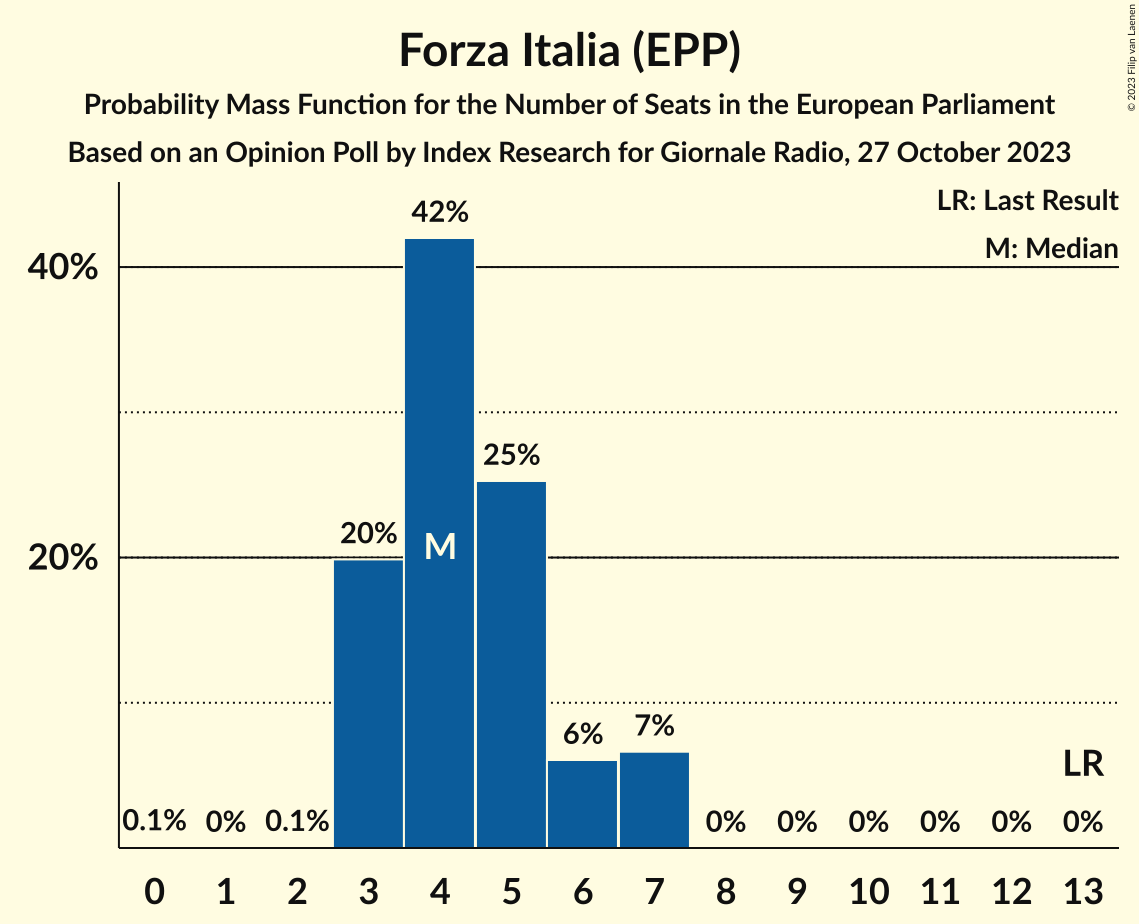 Forza Italia (EPP)
Probability Mass Function for the Number of Seats in the European Parliament
Based on an Opinion Poll by Index Research for Giornale Radio, 27 October 2023
© 2023 Filip van Laenen
LR: Last Result
M: Median
40%
20%
0.1%
0%
0.1%
20%
42%
M
25%
6%
7%
0%
0%
0%
0%
0%
LR
0%
0 1 2 3 4 5 6 7 8 9 10 11 12 13